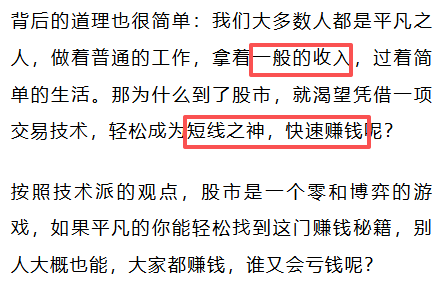 背后的道理也很简单：我们大多数人都是平凡之
人，做着普通的工作，拿着一般的收入，过着简
单的生活。那为什么到了股市，就渴望凭借一项
交易技术，轻松成为短线之神，快速赚钱呢？
按照技术派的观点，股市是一个零和博弈的游
戏，如果平凡的你能轻松找到这门赚钱秘籍，别
人大概也能，大家都赚钱，谁又会亏钱呢？